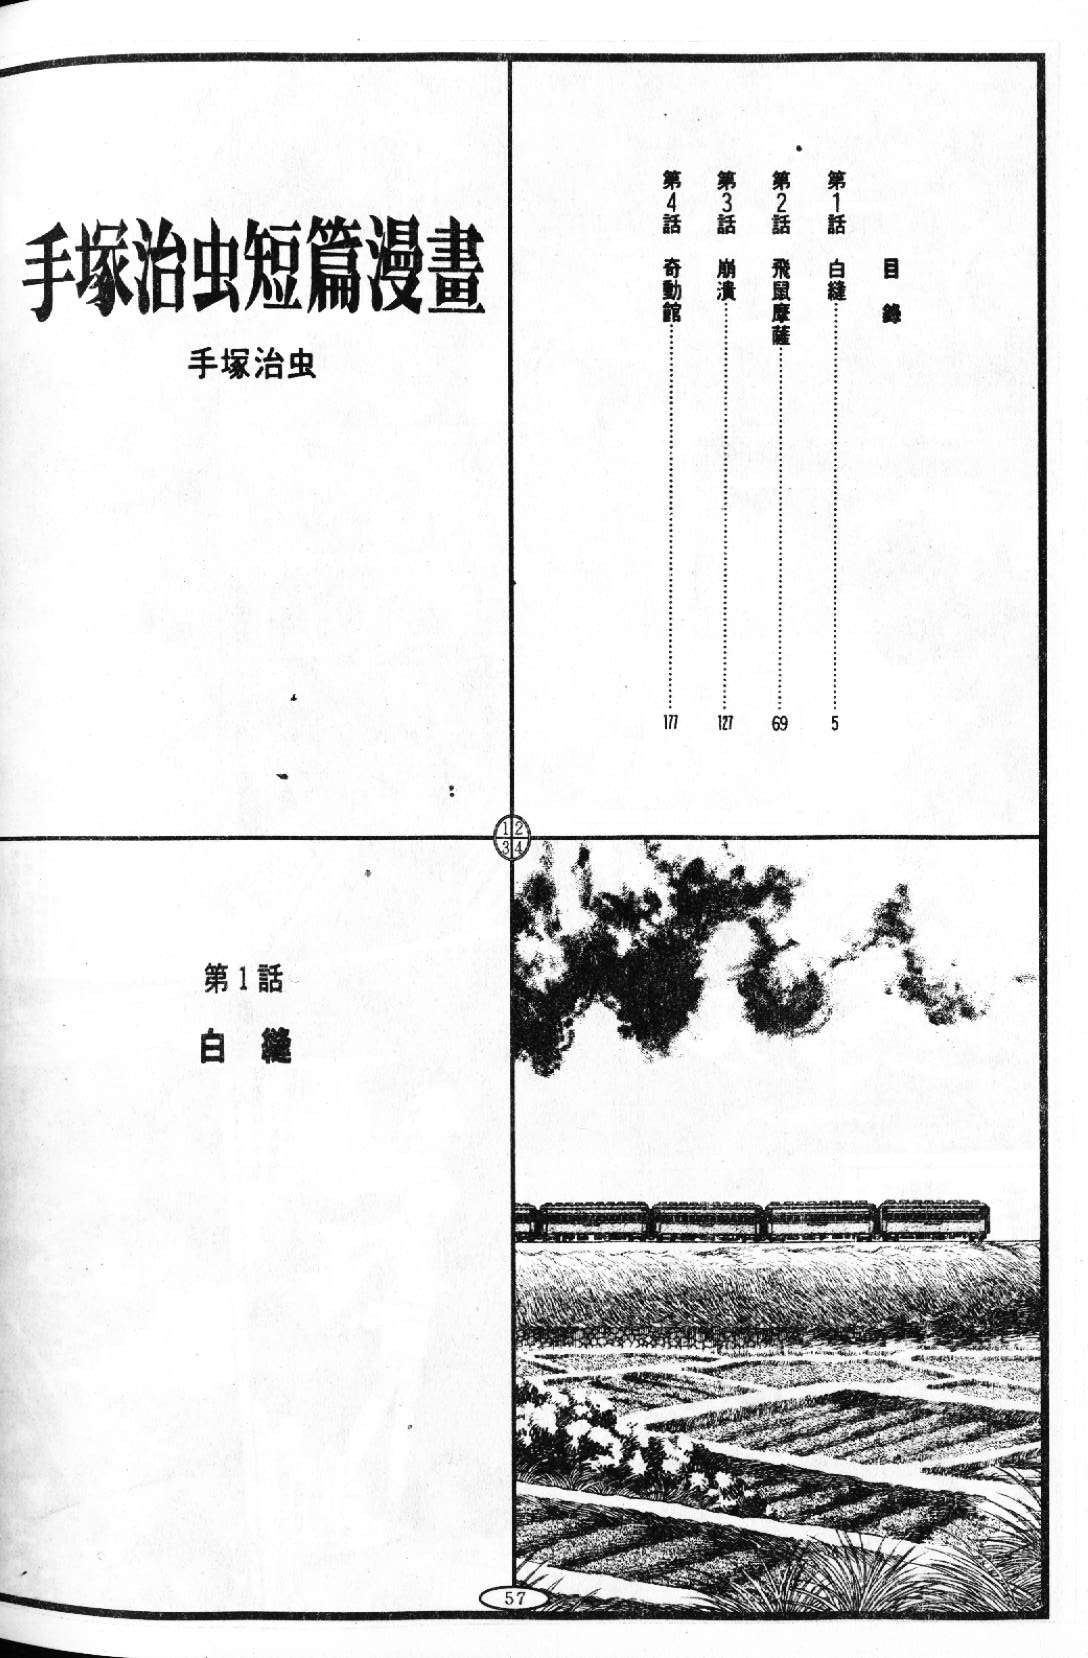 手塚治虫短篇漫畫
手塚治虫
目錄
第1話 白縫……5
第2話 飛鼠摩薩……69
第3話 崩潰……127
第4話 奇動館……177
1 2
3 4
第1話
白縫
57